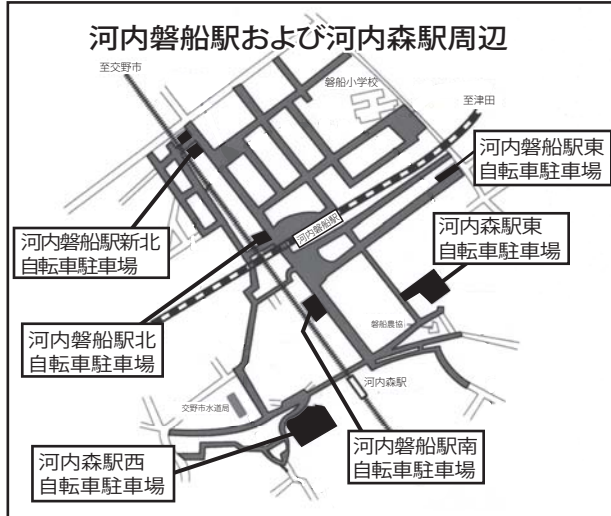 河内磐船駅および河内森駅周辺
至交野市
磐船小学校
至津田
河内磐船駅東
自転車駐車場
河内磐船駅
河内森駅東
自転車駐車場
河内磐船駅新北
自転車駐車場
磐船農協
河内磐船駅北
自転車駐車場
河内森駅
交野市水道局
河内磐船駅南
自転車駐車場
河内森駅西
自転車駐車場